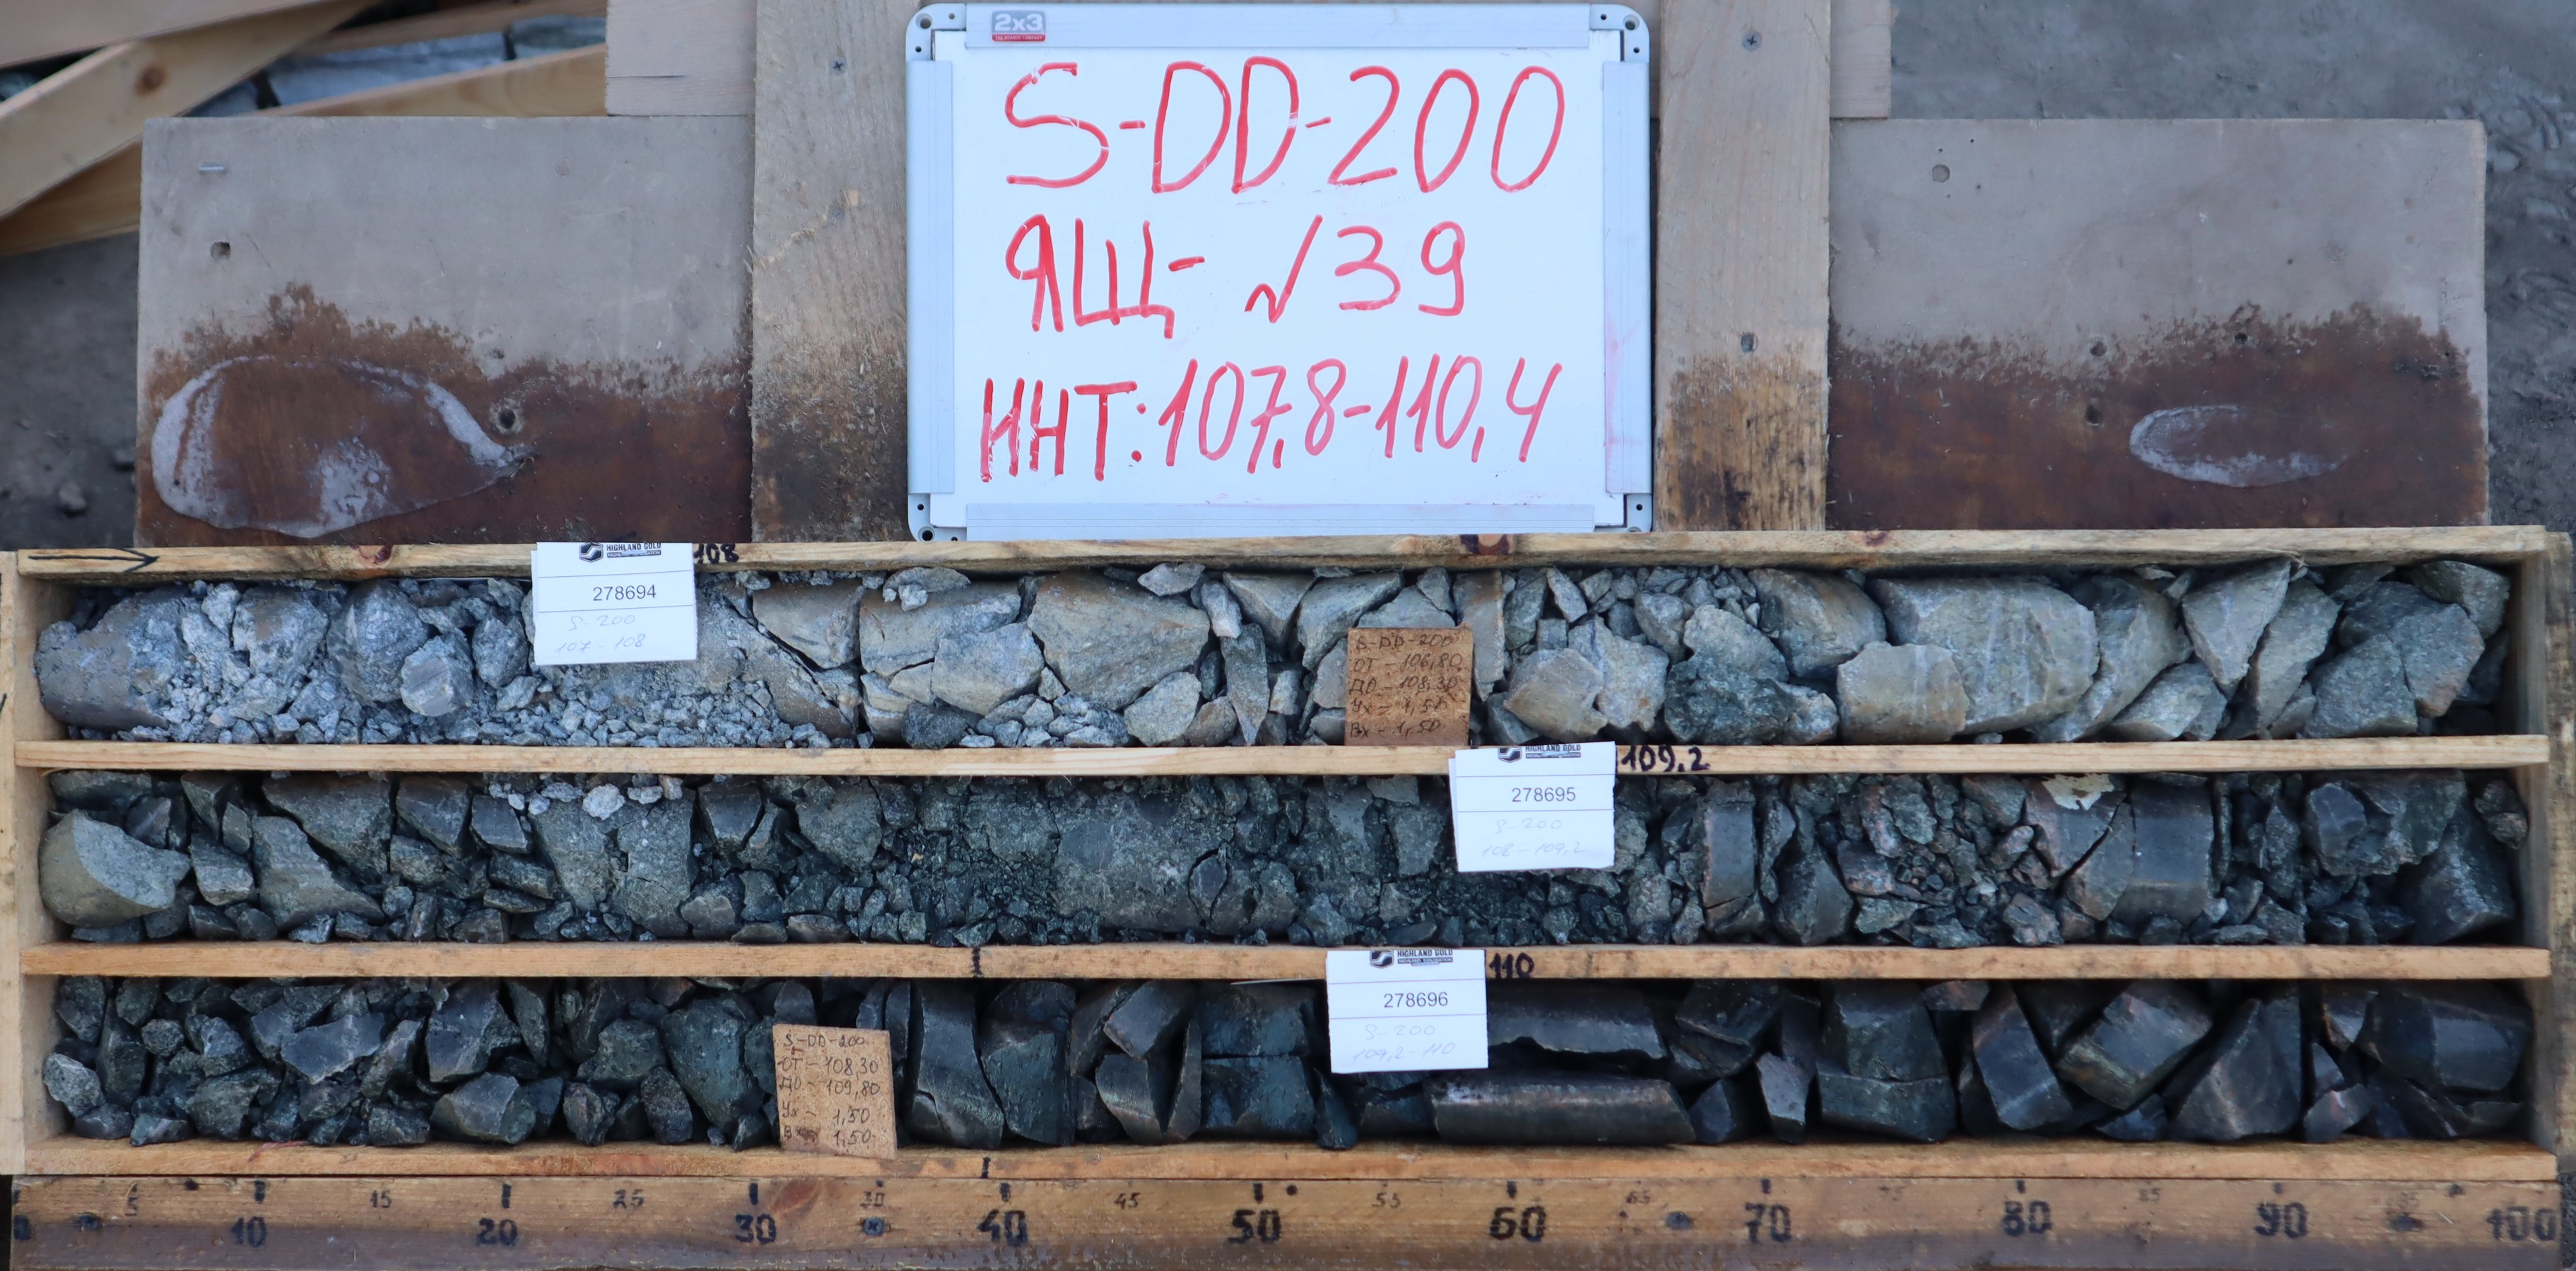 2x3
S-DD-200
ЯЩ- №39
ИНТ: 107,8-110,4
HIGHLAND GOLD
108
278694
S-200
107-108
S-DD-200
ОТ - 106,80
ДО - 108,30
Ух = 1,50
Вх - 1,50
HIGHLAND GOLD
109.2
278695
S-200
108-109,2
HIGHLAND GOLD
110
278696
S-200
109,2-110
S-DD-200
ОТ - 108,30
ДО - 109,80
Ух - 1,50
1,50
5 10 15 20 25 30 40 45 50 55 60 65 70 75 80 85 90 100